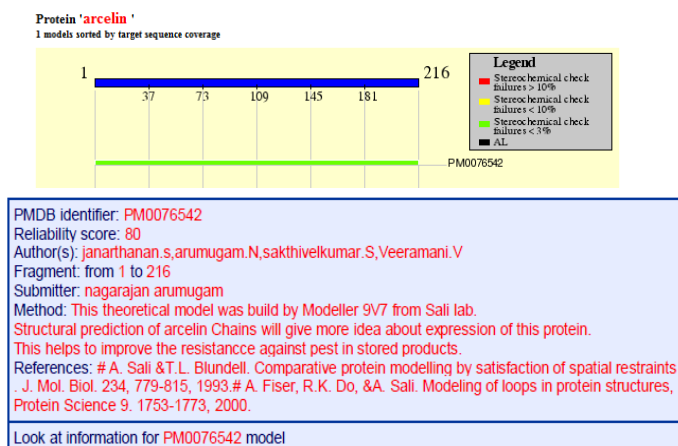 Protein 'arcelin '
1 models sorted by target sequence coverage
1
216
37 73 109 145 181
PM0076542
Legend
Stereochemical check
failures > 10%
Stereochemical check
failures < 10%
Stereochemical check
failures < 3%
AL
PMDB identifier: PM0076542
Reliability score: 80
Author(s): janarthanan.s,arumugam.N,sakthivelkumar.S,Veeramani.V
Fragment: from 1 to 216
Submitter: nagarajan arumugam
Method: This theoretical model was build by Modeller 9V7 from Sali lab.
Structural prediction of arcelin Chains will give more idea about expression of this protein.
This helps to improve the resistancce against pest in stored products.
References: # A. Sali &T.L. Blundell. Comparative protein modelling by satisfaction of spatial restraints
. J. Mol. Biol. 234, 779-815, 1993.# A. Fiser, R.K. Do, &A. Sali. Modeling of loops in protein structures,
Protein Science 9. 1753-1773, 2000.
Look at information for PM0076542 model